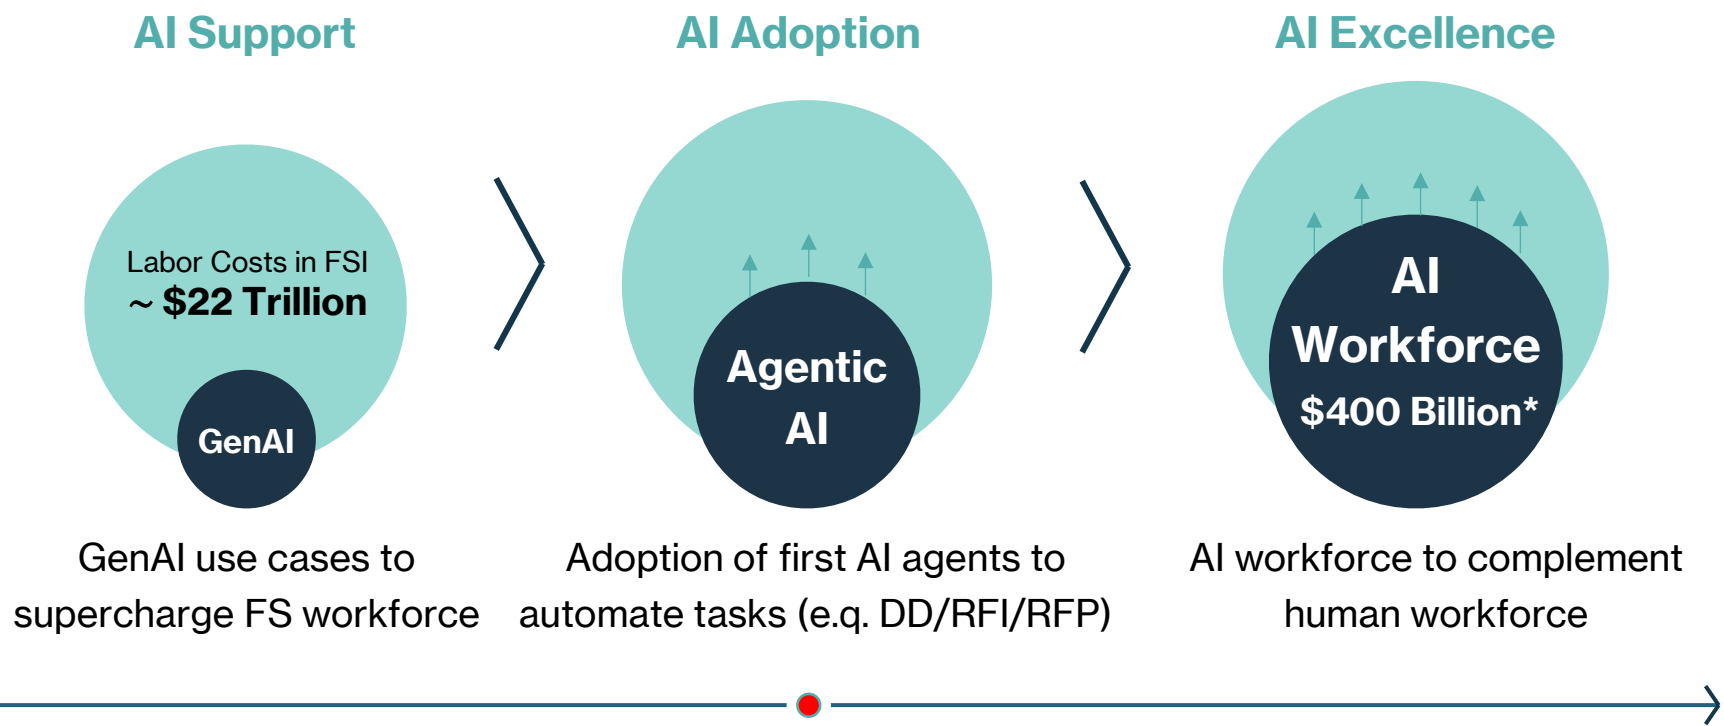 AI Support
AI Adoption
AI Excellence
Labor Costs in FSI
~ $22 Trillion
GenAI
Agentic
AI
AI
Workforce
$400 Billion*
GenAI use cases to
supercharge FS workforce
Adoption of first AI agents to
automate tasks (e.q. DD/RFI/RFP)
AI workforce to complement
human workforce